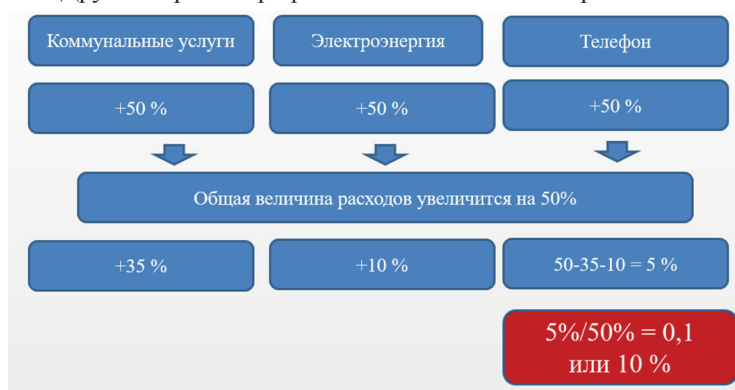 Коммунальные услуги
Электроэнергия
Телефон
+50 %
+50 %
+50 %
Общая величина расходов увеличится на 50%
+35 %
+10 %
50-35-10 = 5 %
5%/50% = 0,1
или 10 %